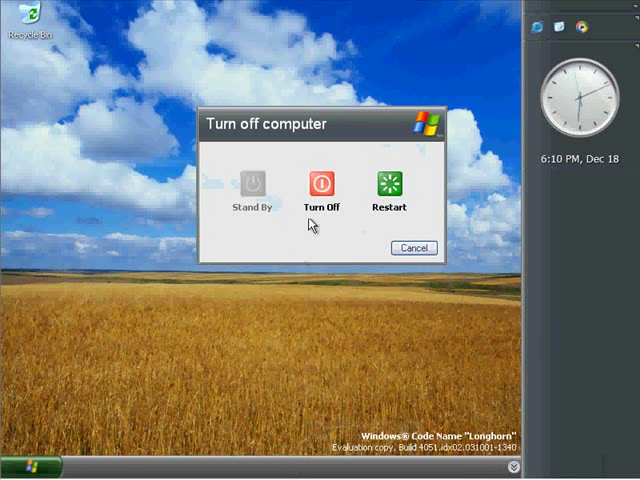 Recycle Bin
Turn off computer
Stand By
Turn Off
Restart
Cancel
6:10 PM, Dec 18
Windows® Code Name "Longhorn"
Evaluation copy. Build 4051.idx02.031001-1340